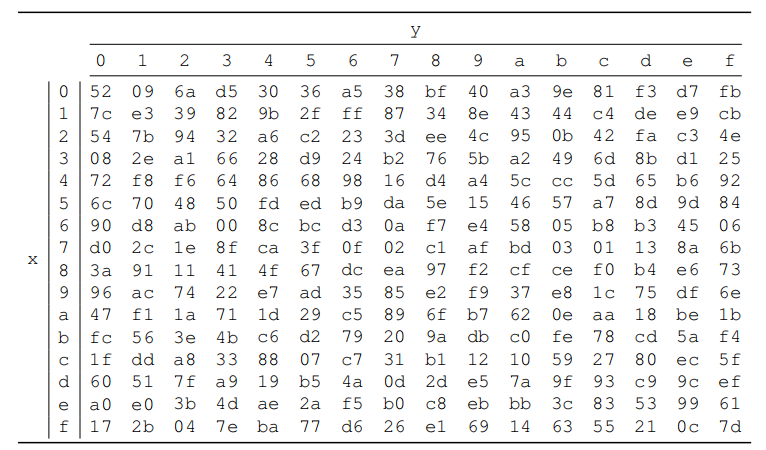 y
0 1 2 3 4 5 6 7 8 9 a b c d e f
0 52 09 6a d5 30 36 a5 38 bf 40 a3 9e 81 f3 d7 fb
1 7c e3 39 82 9b 2f ff 87 34 8e 43 44 c4 de e9 cb
2 54 7b 94 32 a6 c2 23 3d ee 4c 95 0b 42 fa c3 4e
3 08 2e a1 66 28 d9 24 b2 76 5b a2 49 6d 8b d1 25
4 72 f8 f6 64 86 68 98 16 d4 a4 5c cc 5d 65 b6 92
5 6c 70 48 50 fd ed b9 da 5e 15 46 57 a7 8d 9d 84
6 90 d8 ab 00 8c bc d3 0a f7 e4 58 05 b8 b3 45 06
7 d0 2c 1e 8f ca 3f 0f 02 c1 af bd 03 01 13 8a 6b
x
8 3a 91 11 41 4f 67 dc ea 97 f2 cf ce f0 b4 e6 73
9 96 ac 74 22 e7 ad 35 85 e2 f9 37 e8 1c 75 df 6e
a 47 f1 1a 71 1d 29 c5 89 6f b7 62 0e aa 18 be 1b
b fc 56 3e 4b c6 d2 79 20 9a db c0 fe 78 cd 5a f4
c 1f dd a8 33 88 07 c7 31 b1 12 10 59 27 80 ec 5f
d 60 51 7f a9 19 b5 4a 0d 2d e5 7a 9f 93 c9 9c ef
e a0 e0 3b 4d ae 2a f5 b0 c8 eb bb 3c 83 53 99 61
f 17 2b 04 7e ba 77 d6 26 e1 69 14 63 55 21 0c 7d